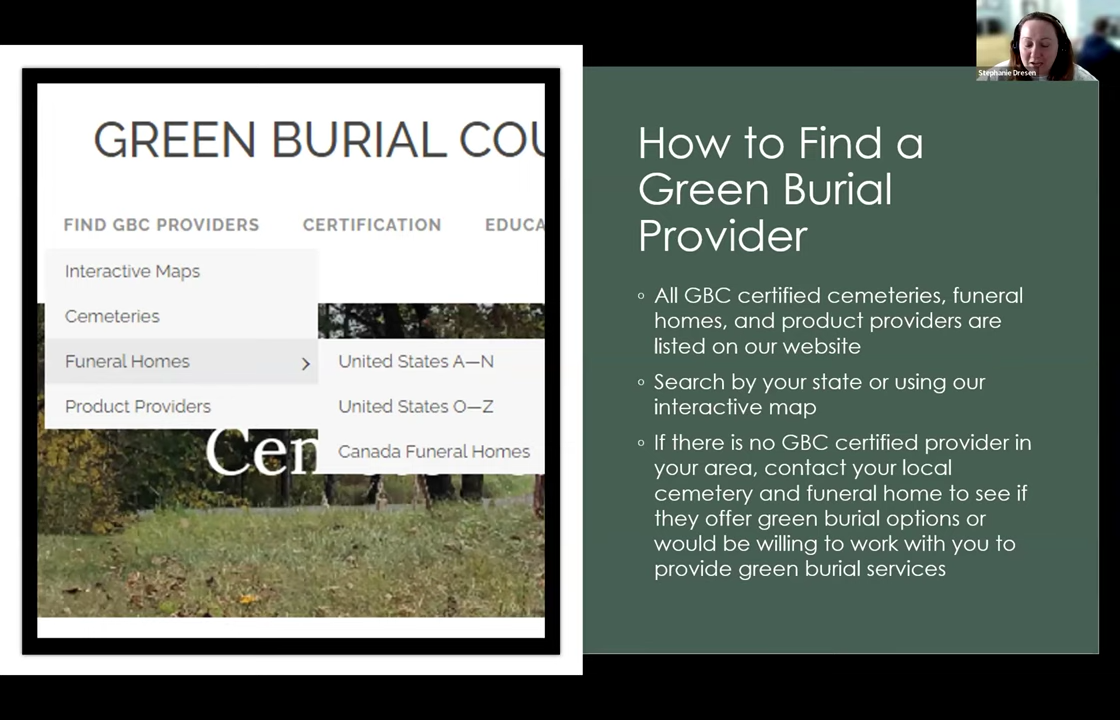 Stephanie Dresen
GREEN BURIAL COU
FIND GBC PROVIDERS CERTIFICATION EDUCA
Interactive Maps
Cemeteries
Funeral Homes
Product Providers
United States A—N
United States O—Z
Canada Funeral Homes
Cen
How to Find a
Green Burial
Provider
All GBC certified cemeteries, funeral
homes, and product providers are
listed on our website
Search by your state or using our
interactive map
If there is no GBC certified provider in
your area, contact your local
cemetery and funeral home to see if
they offer green burial options or
would be willing to work with you to
provide green burial services